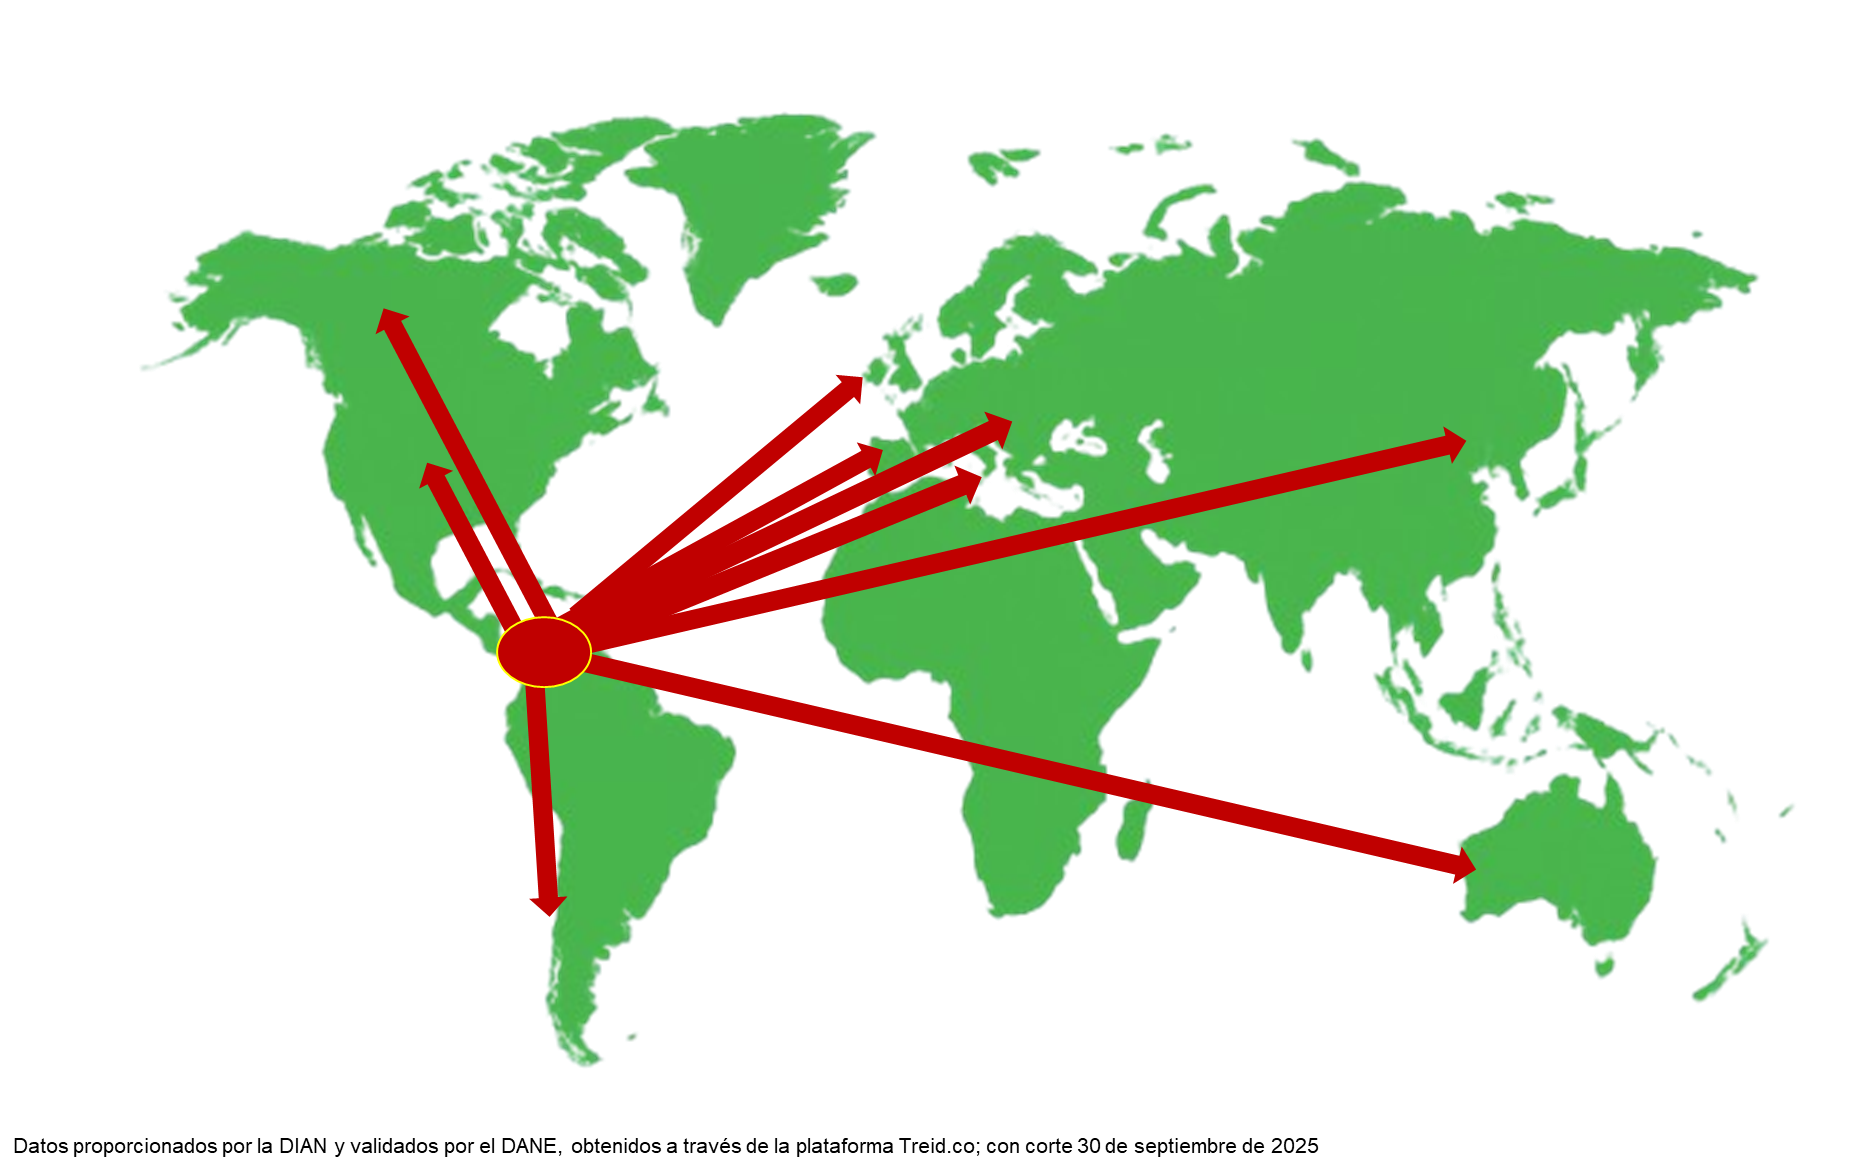 Datos proporcionados por la DIAN y validados por el DANE, obtenidos a través de la plataforma Treid.co; con corte 30 de septiembre de 2025